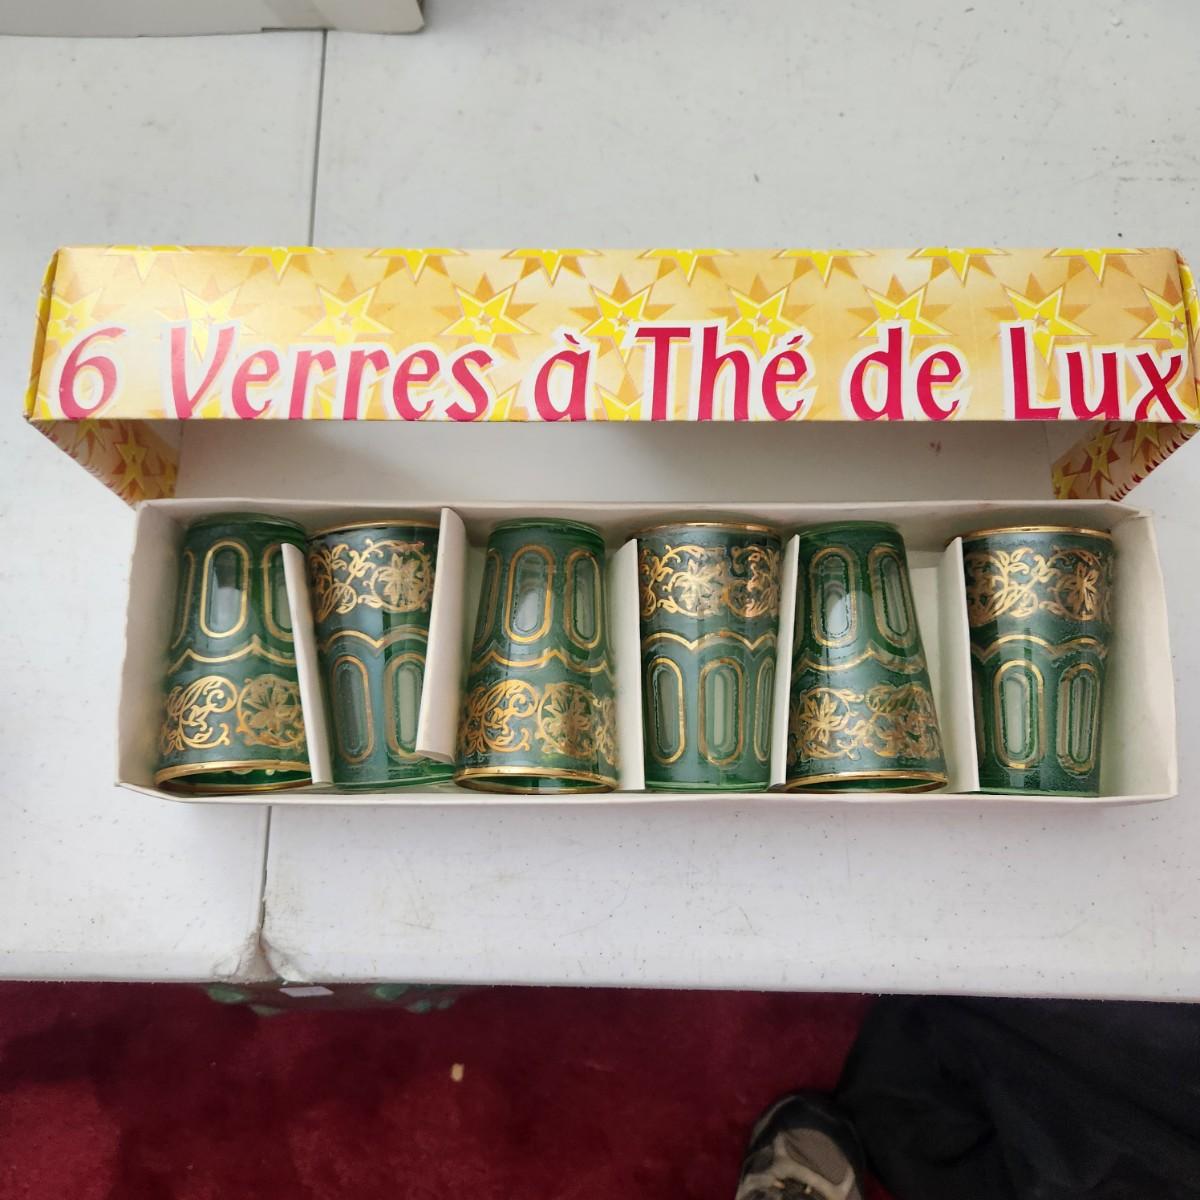 6 Verres à Thé de Lux